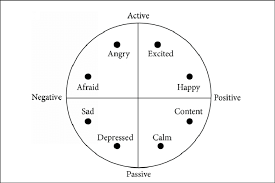 Active
Angry Excited
Afraid Happy
Negative Positive
Sad Content
Depressed Calm
Passive